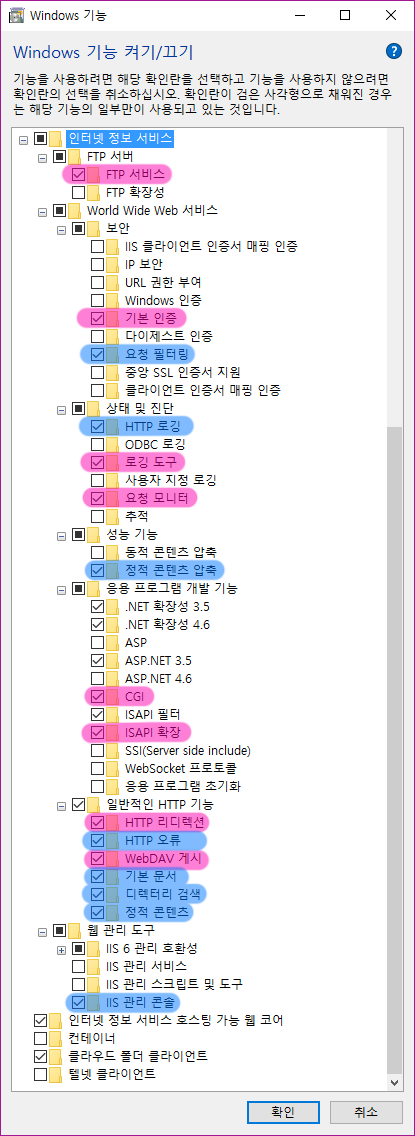 Windows 기능
Windows 기능 켜기/끄기
기능을 사용하려면 해당 확인란을 선택하고 기능을 사용하지 않으려면
확인란의 선택을 취소하십시오. 확인란이 검은 사각형으로 채워진 경우
는 해당 기능의 일부만이 사용되고 있는 것입니다.
인터넷 정보 서비스
FTP 서버
FTP 서비스
FTP 확장성
World Wide Web 서비스
보안
IIS 클라이언트 인증서 매핑 인증
IP 보안
URL 권한 부여
Windows 인증
기본 인증
다이제스트 인증
요청 필터링
중앙 SSL 인증서 지원
클라이언트 인증서 매핑 인증
상태 및 진단
HTTP 로깅
ODBC 로깅
로깅 도구
사용자 지정 로깅
요청 모니터
추적
성능 기능
동적 콘텐츠 압축
정적 콘텐츠 압축
응용 프로그램 개발 기능
.NET 확장성 3.5
.NET 확장성 4.6
ASP
ASP.NET 3.5
ASP.NET 4.6
CGI
ISAPI 필터
ISAPI 확장
SSI(Server side include)
WebSocket 프로토콜
응용 프로그램 초기화
일반적인 HTTP 기능
HTTP 리디렉션
HTTP 오류
WebDAV 게시
기본 문서
디렉터리 검색
정적 콘텐츠
웹 관리 도구
IIS 6 관리 호환성
IIS 관리 서비스
IIS 관리 스크립트 및 도구
IIS 관리 콘솔
인터넷 정보 서비스 호스팅 가능 웹 코어
컨테이너
클라우드 폴더 클라이언트
텔넷 클라이언트
확인
취소